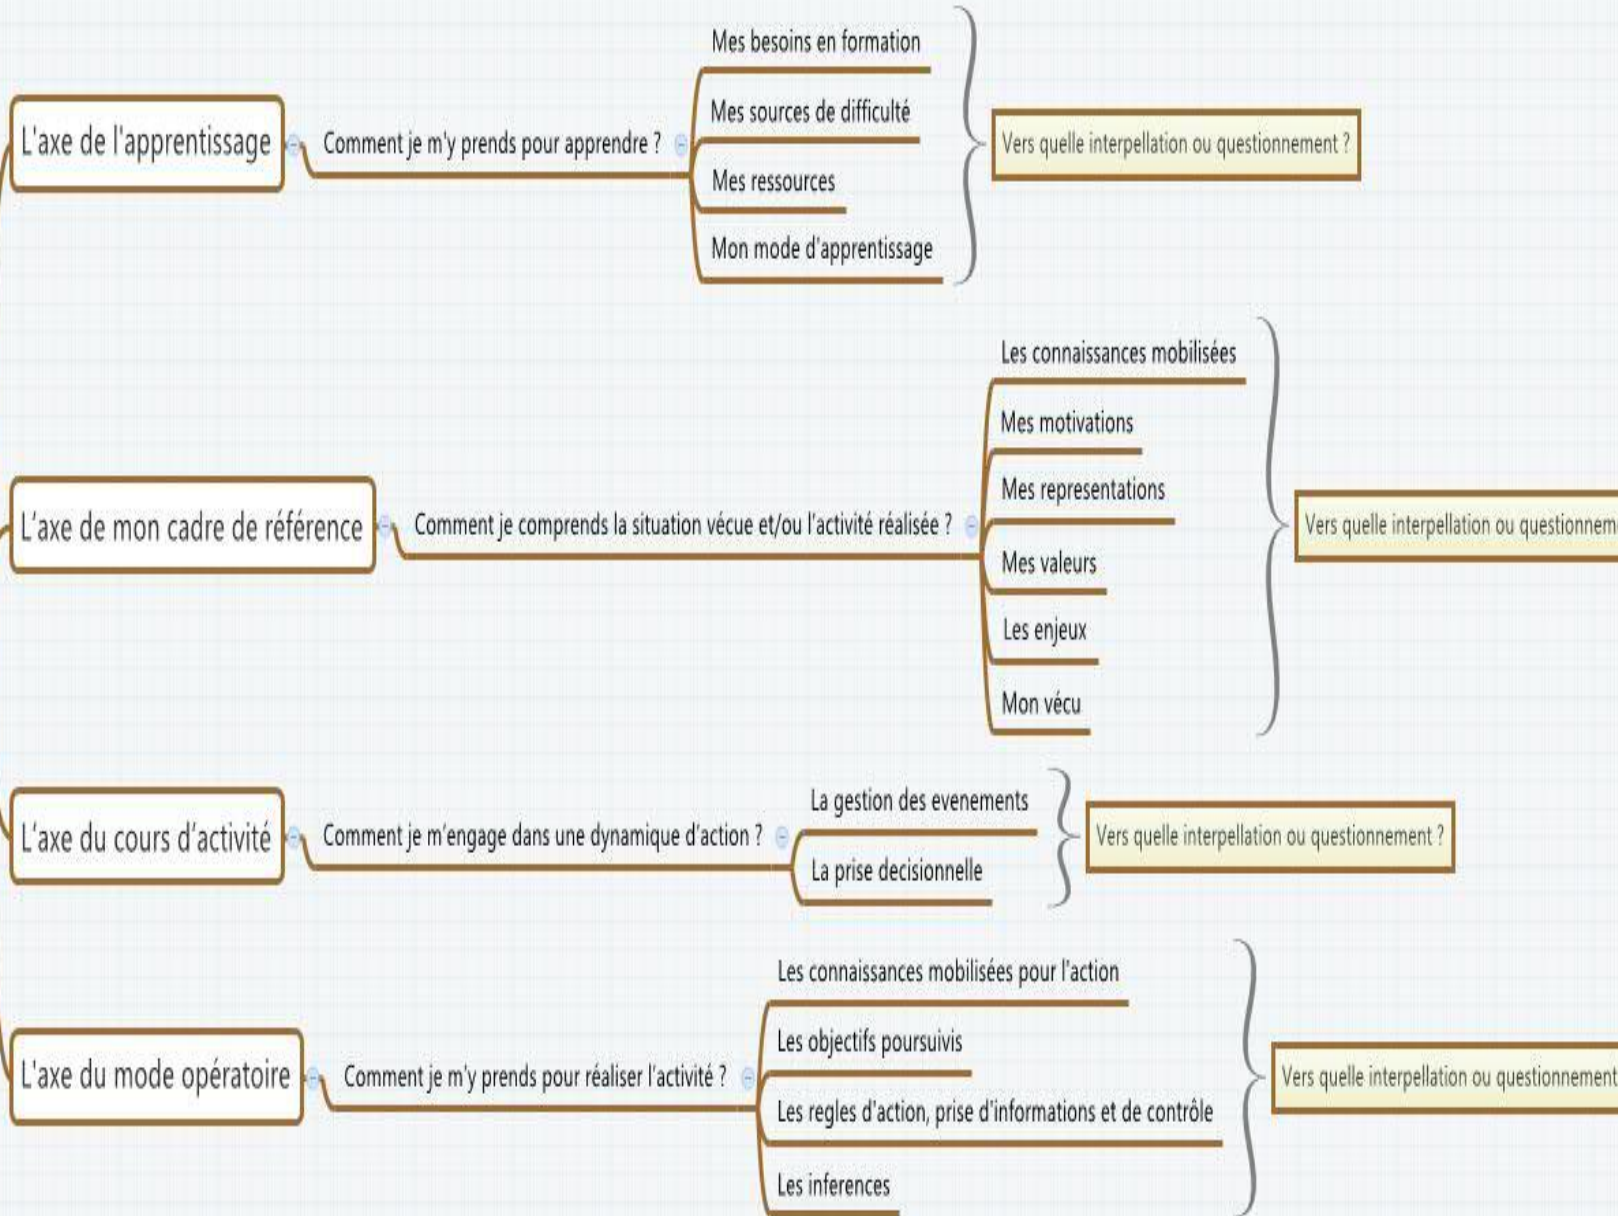 L'axe de l'apprentissage
Comment je m'y prends pour apprendre ?
Mes besoins en formation
Mes sources de difficulté
Mes ressources
Mon mode d'apprentissage
Vers quelle interpellation ou questionnement ?
L'axe de mon cadre de référence
Comment je comprends la situation vécue et/ou l'activité réalisée ?
Les connaissances mobilisées
Mes motivations
Mes representations
Mes valeurs
Les enjeux
Mon vécu
Vers quelle interpellation ou questionnem
L'axe du cours d'activité
Comment je m'engage dans une dynamique d'action ?
La gestion des evenements
La prise decisionnelle
Vers quelle interpellation ou questionnement ?
L'axe du mode opératoire
Comment je m'y prends pour réaliser l'activité ?
Les connaissances mobilisées pour l'action
Les objectifs poursuivis
Les regles d'action, prise d'informations et de contrôle
Les inferences
Vers quelle interpellation ou questionnement